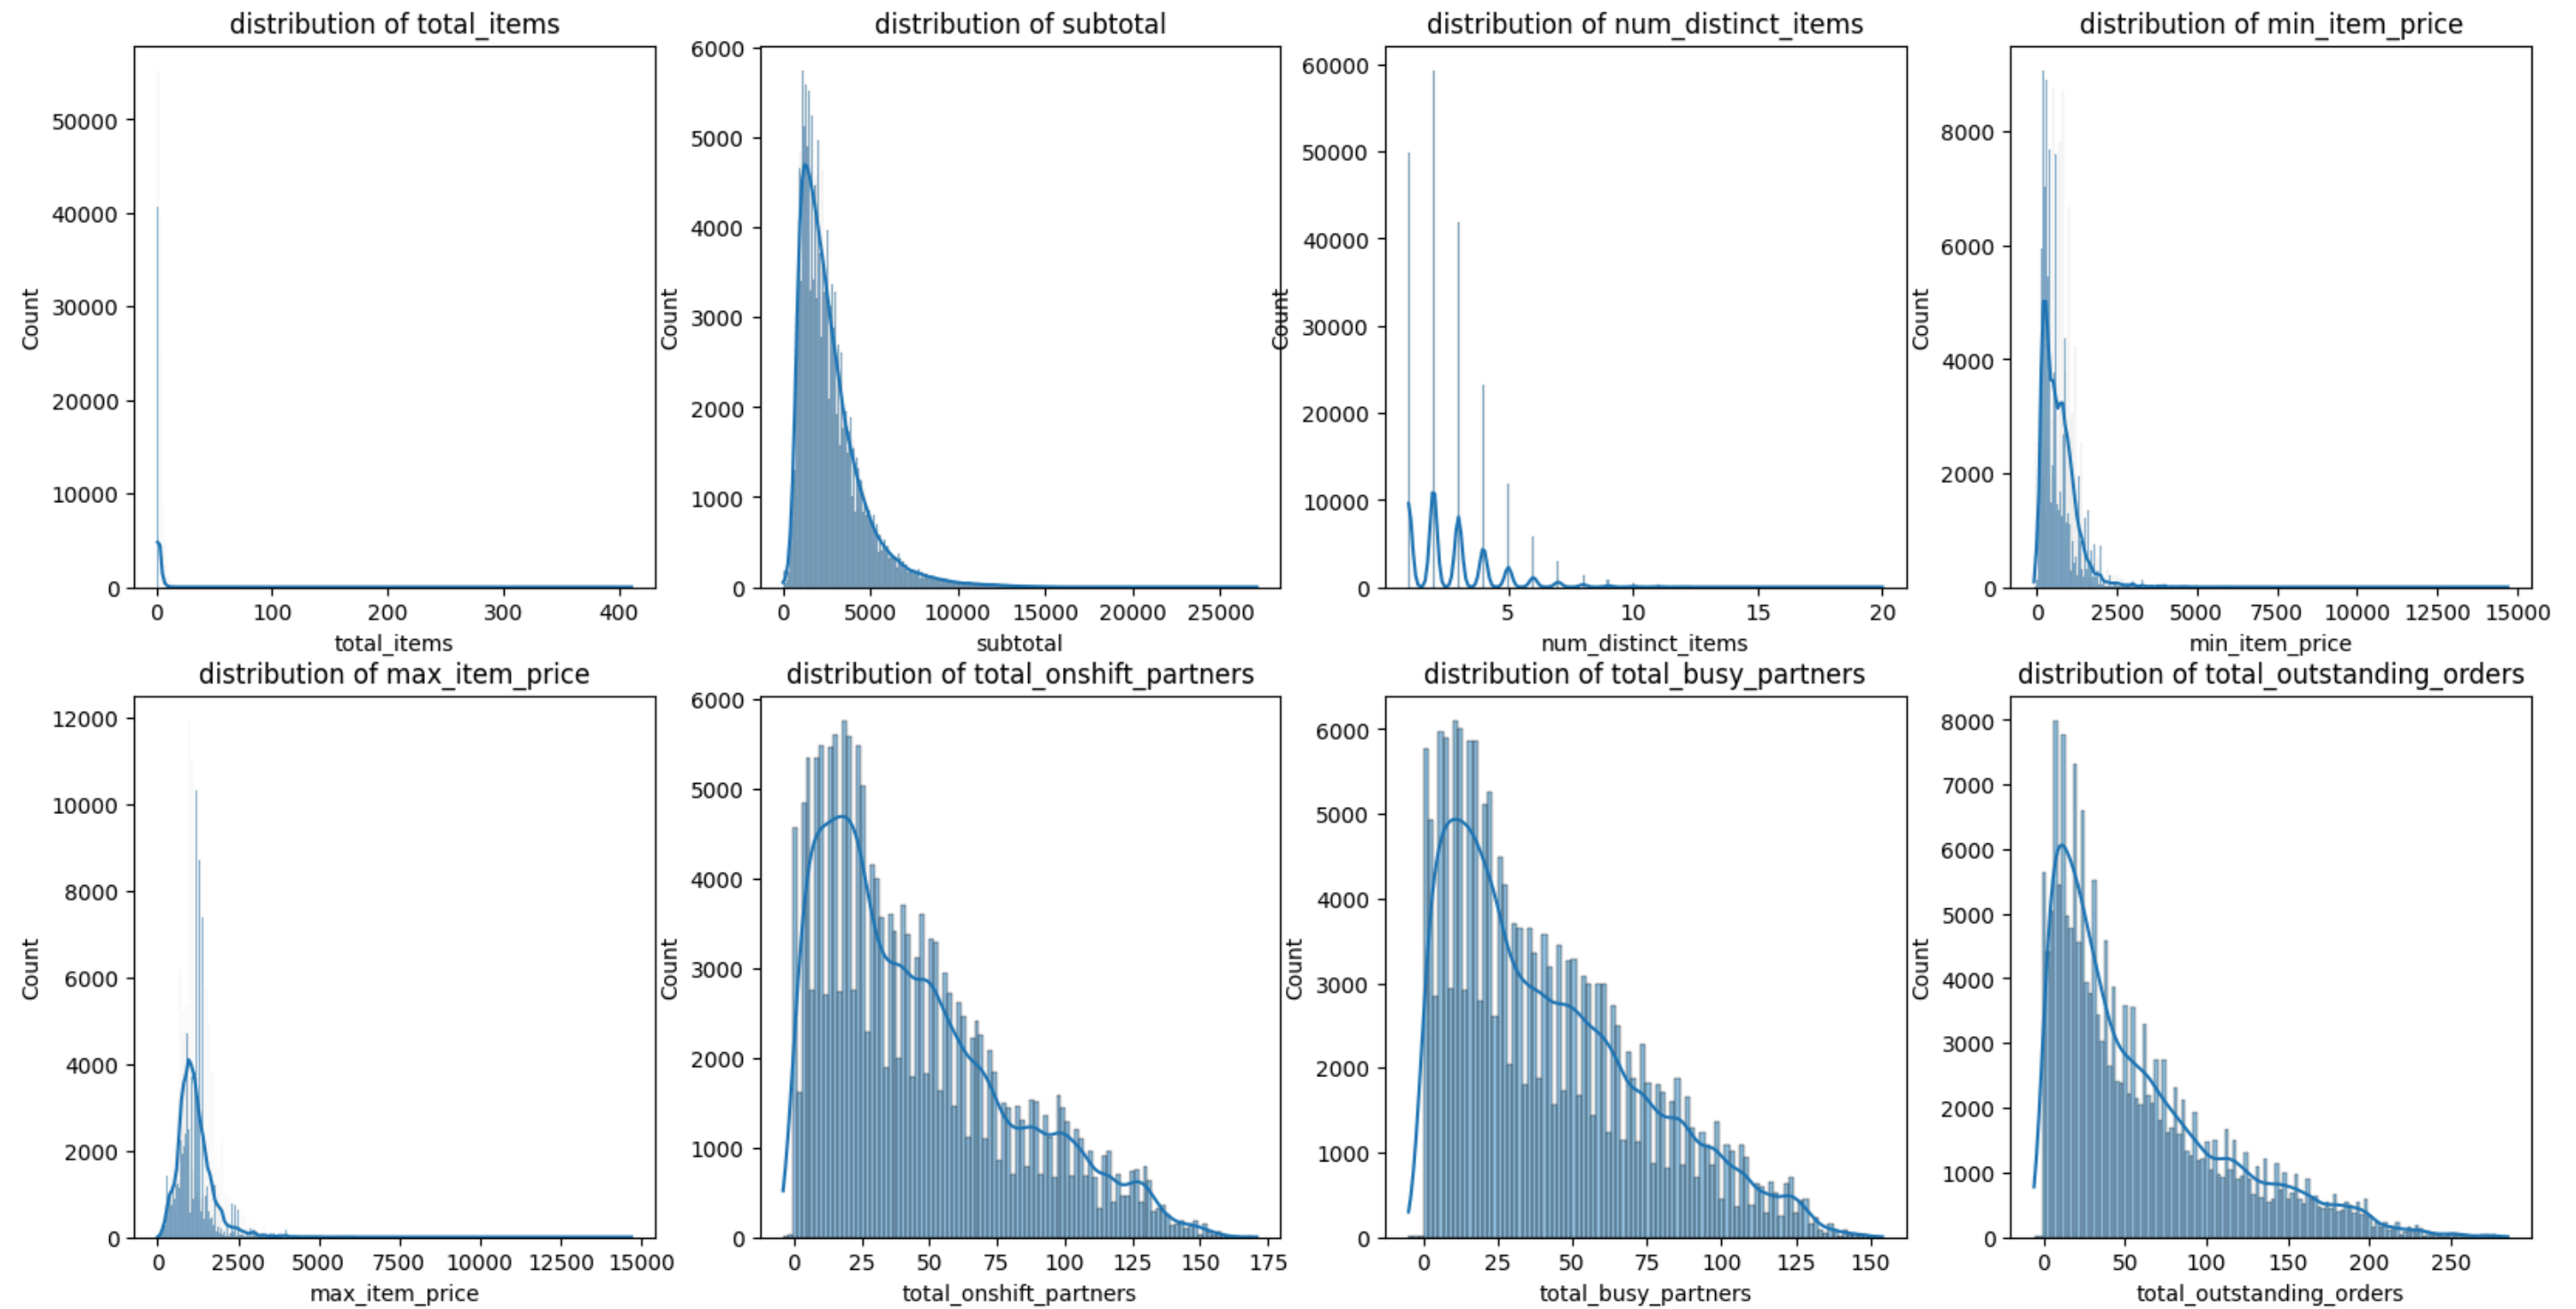 distribution of total_items
distribution of subtotal
distribution of num_distinct_items
distribution of min_item_price
Count
50000
40000
30000
20000
10000
0
0 100 200 300 400
total_items
Count
6000
5000
4000
3000
2000
1000
0
0 5000 10000 15000 20000 25000
subtotal
Count
60000
50000
40000
30000
20000
10000
0
5 10 15 20
num_distinct_items
Count
8000
6000
4000
2000
0
0 2500 5000 7500 10000 12500 15000
min_item_price
distribution of max_item_price
distribution of total_onshift_partners
distribution of total_busy_partners
distribution of total_outstanding_orders
Count
12000
10000
8000
6000
4000
2000
0
0 2500 5000 7500 10000 12500 15000
max_item_price
Count
6000
5000
4000
3000
2000
1000
0
0 25 50 75 100 125 150 175
total_onshift_partners
Count
6000
5000
4000
3000
2000
1000
0
0 25 50 75 100 125 150
total_busy_partners
Count
8000
7000
6000
5000
4000
3000
2000
1000
0
0 50 100 150 200 250
total_outstanding_orders